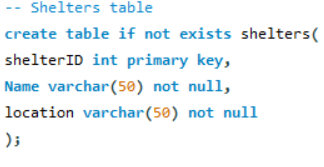 -- Shelters table
create table if not exists shelters(
shelterID int primary key,
Name varchar(50) not null,
location varchar(50) not null
);